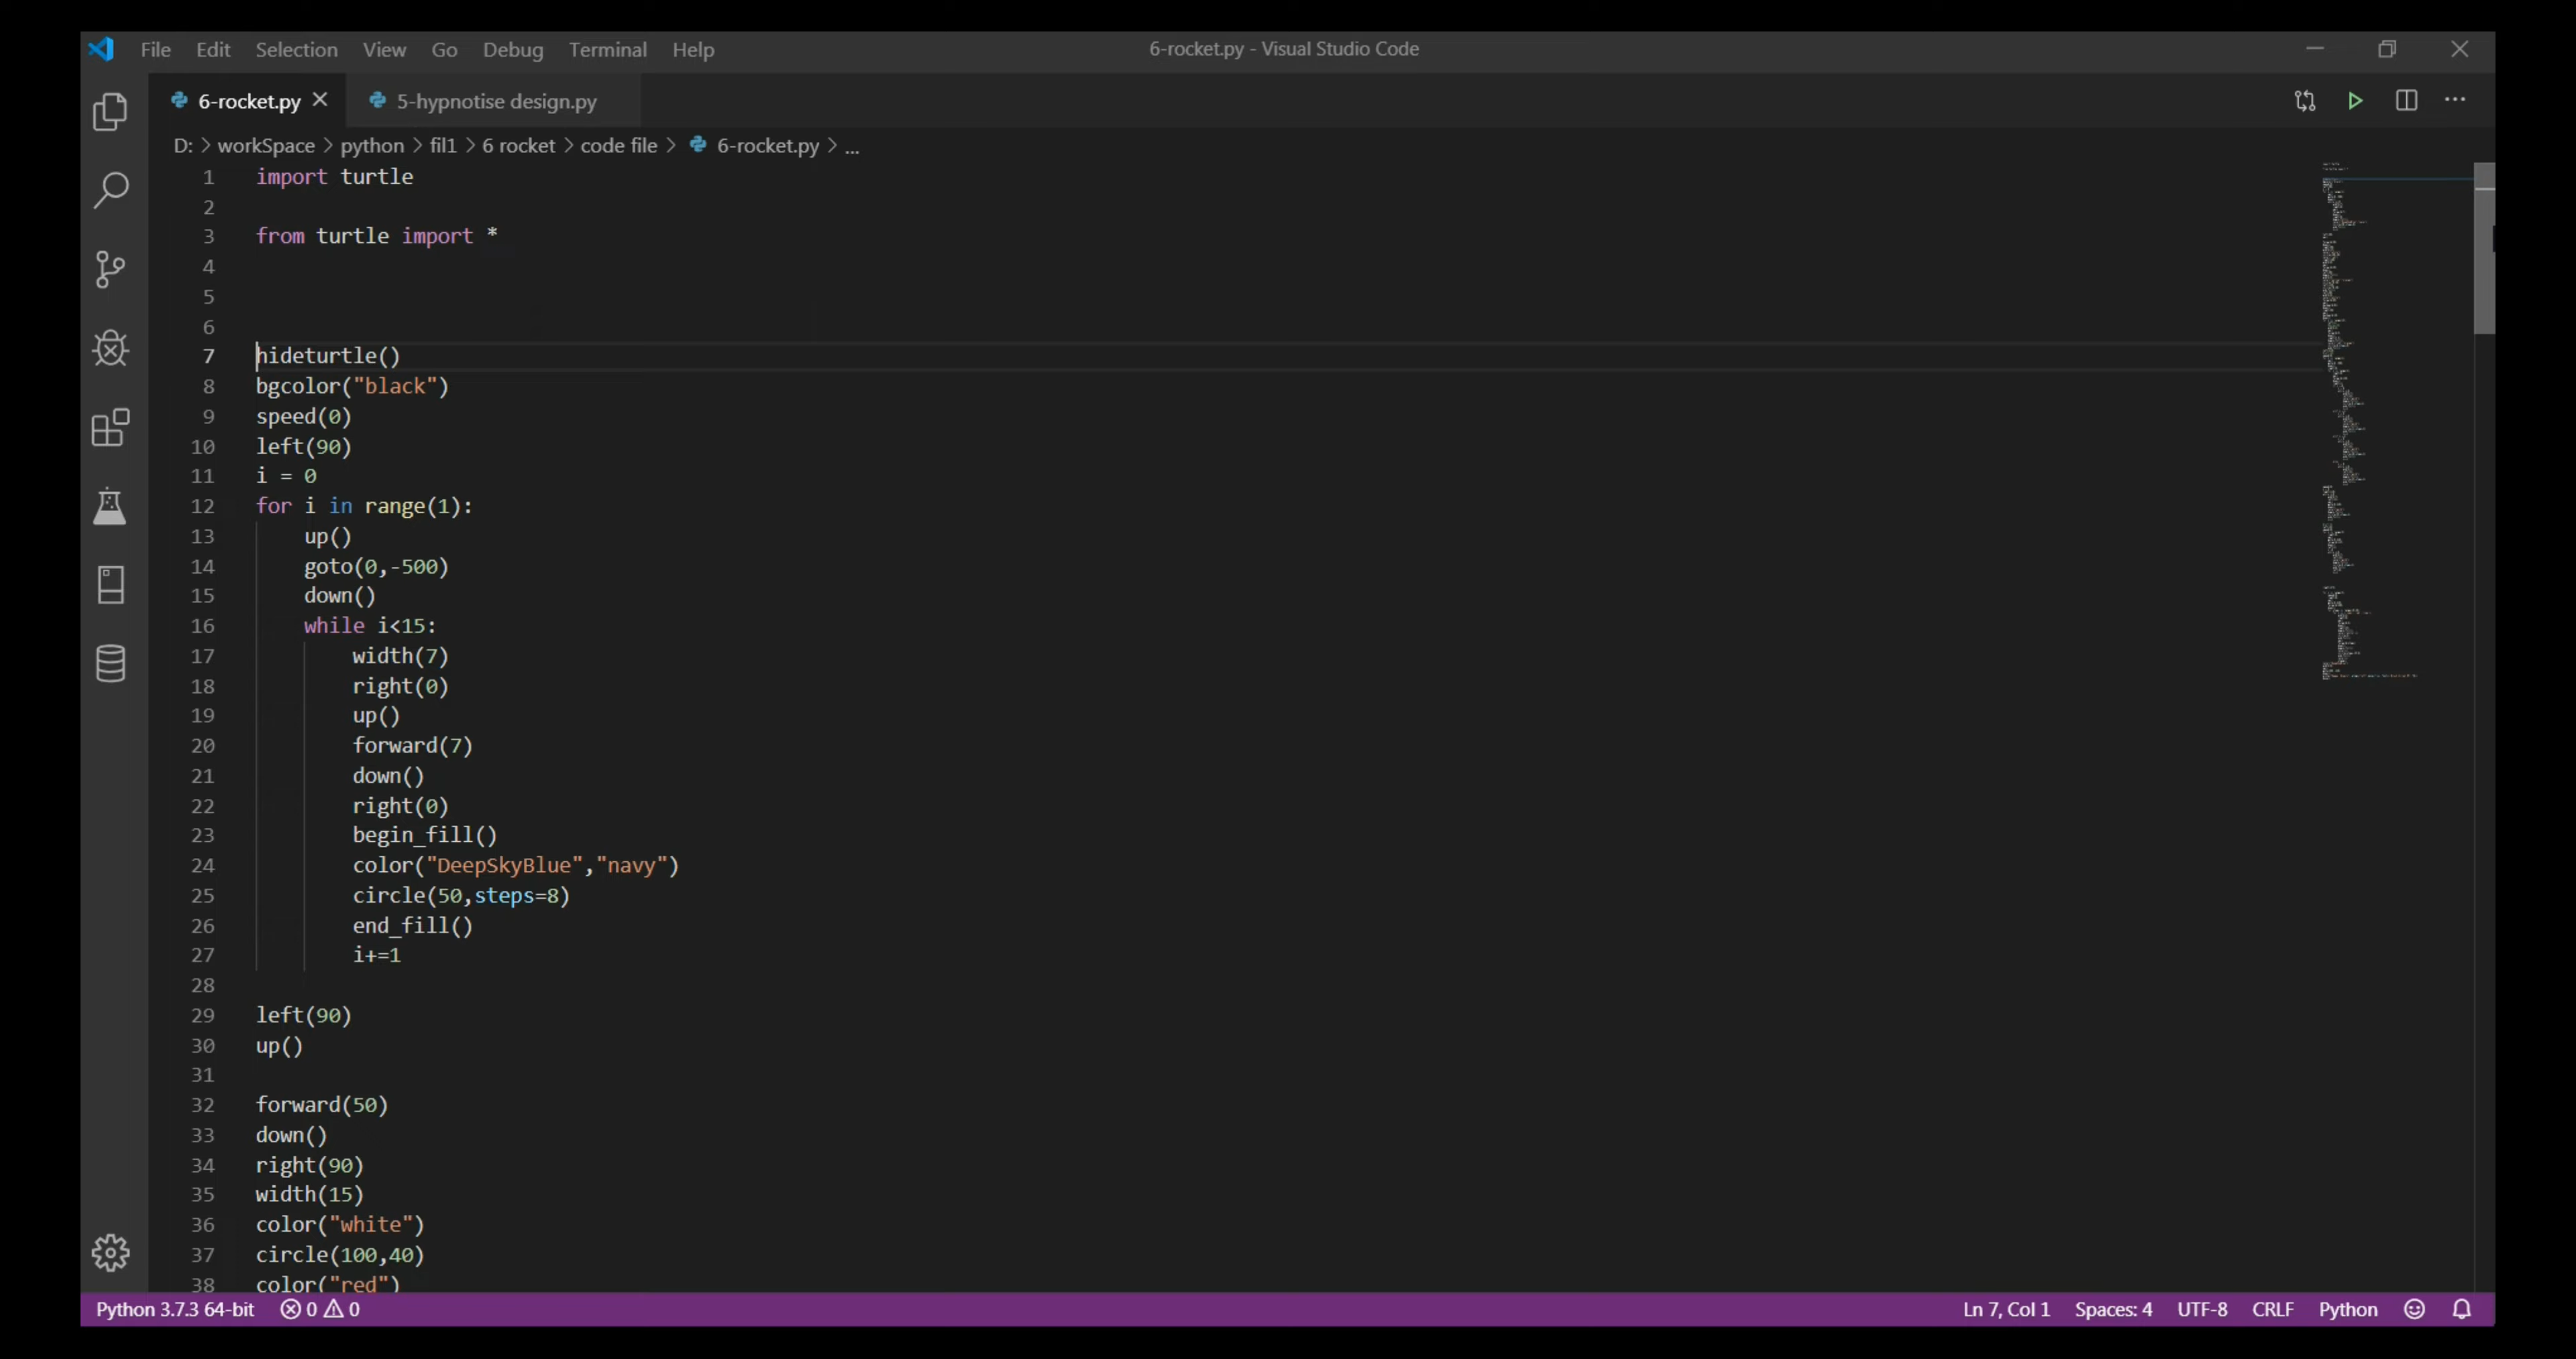 File Edit Selection View Go Debug Terminal Help 6-rocket.py - Visual Studio Code
6-rocket.py 5-hypnotise design.py
D: > workSpace > python > fil1 > 6 rocket > code file > 6-rocket.py > ...
1 import turtle
2
3 from turtle import *
4
5
6
7 hideturtle()
8 bgcolor("black")
9 speed(0)
10 left(90)
11 i = 0
12 for i in range(1):
13 up()
14 goto(0,-500)
15 down()
16 while i<15:
17 width(7)
18 right(0)
19 up()
20 forward(7)
21 down()
22 right(0)
23 begin_fill()
24 color("DeepSkyBlue","navy")
25 circle(50,steps=8)
26 end_fill()
27 i+=1
28
29 left(90)
30 up()
31
32 forward(50)
33 down()
34 right(90)
35 width(15)
36 color("white")
37 circle(100,40)
38 color("red")
Python 3.7.3 64-bit 0 0 Ln 7, Col 1 Spaces: 4 UTF-8 CRLF Python